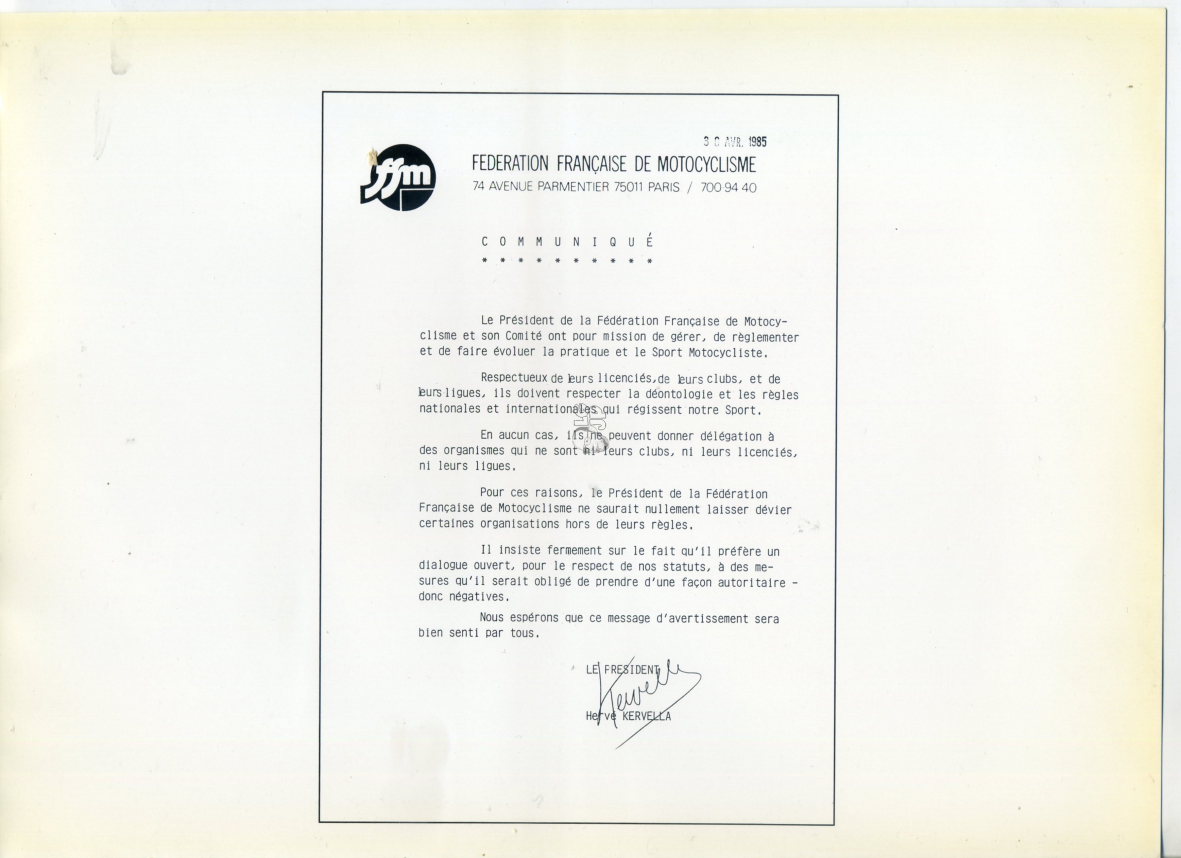 30 AVR. 1985
ffm
FEDERATION FRANÇAISE DE MOTOCYCLISME
74 AVENUE PARMENTIER 75011 PARIS / 700 94 40
C O M M U N I Q U É
* * * * * * * * * *
Le Président de la Fédération Française de Motocy-
clisme et son Comité ont pour mission de gérer, de règlementer
et de faire évoluer la pratique et le Sport Motocycliste.
Respectueux de leurs licenciés, de leurs clubs, et de
leurs ligues, ils doivent respecter la déontologie et les règles
nationales et internationales qui régissent notre Sport.
En aucun cas, ils ne peuvent donner délégation à
des organismes qui ne sont ni leurs clubs, ni leurs licenciés,
ni leurs ligues.
Pour ces raisons, le Président de la Fédération
Française de Motocyclisme ne saurait nullement laisser dévier
certaines organisations hors de leurs règles.
Il insiste fermement sur le fait qu'il préfère un
dialogue ouvert, pour le respect de nos statuts, à des me-
sures qu'il serait obligé de prendre d'une façon autoritaire -
donc négatives.
Nous espérons que ce message d'avertissement sera
bien senti par tous.
LE PRESIDENT
Kervella
Hervé KERVELLA